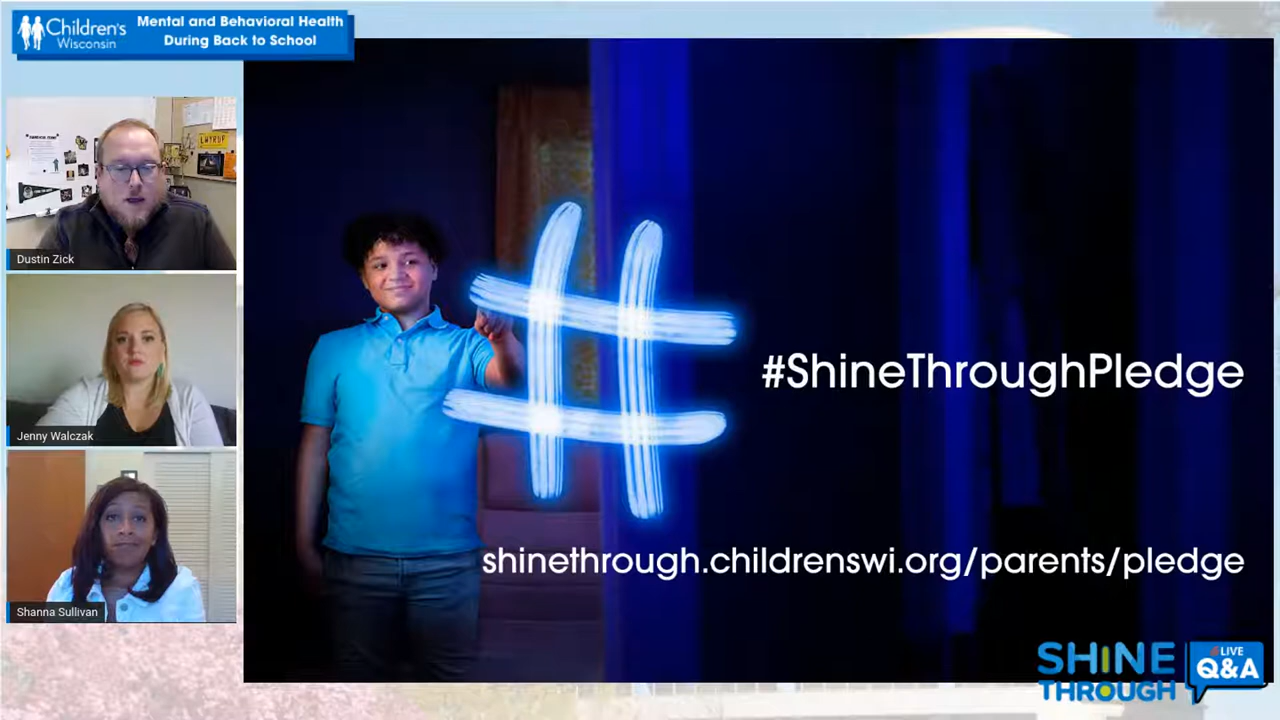 Children's
Wisconsin
Mental and Behavioral Health
During Back to School
LWYRUP
Dustin Zick
Jenny Walczak
Shanna Sullivan
#ShineThroughPledge
shinethrough.childrenswi.org/parents/pledge
SHINE
THROUGH
LIVE
Q&A